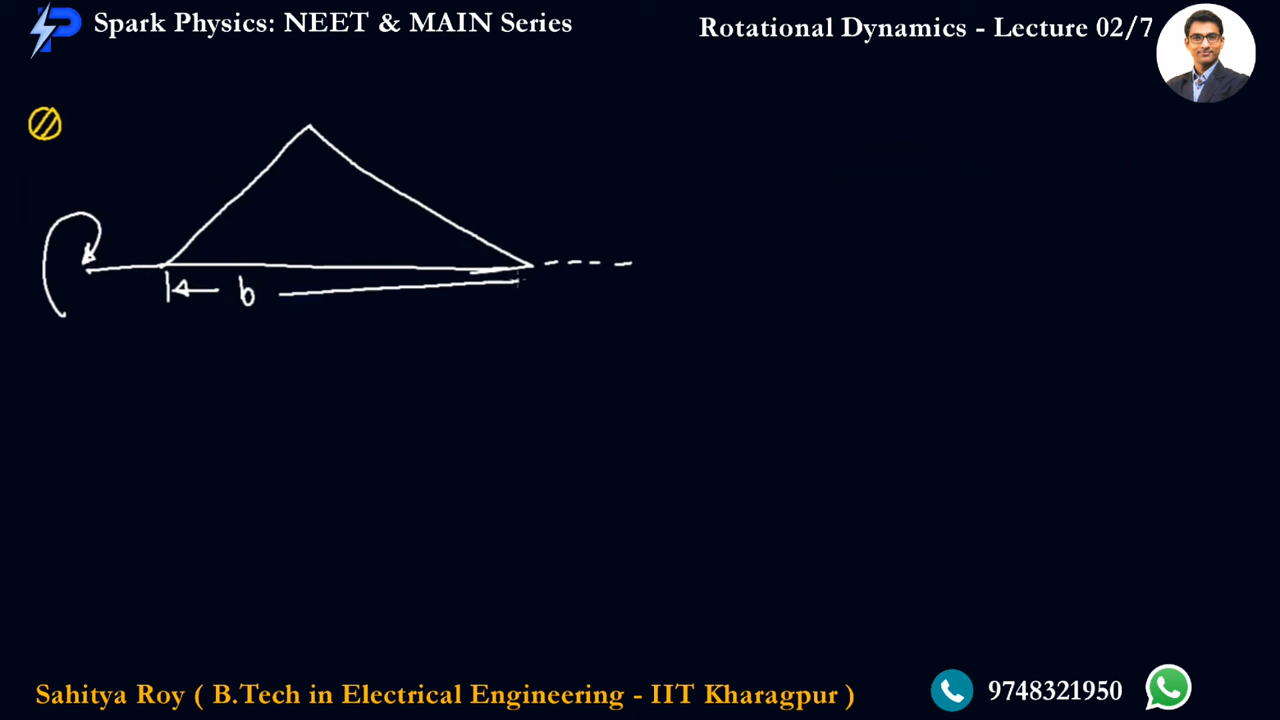 Spark Physics: NEET & MAIN Series
Rotational Dynamics - Lecture 02/7
b
Sahitya Roy ( B.Tech in Electrical Engineering - IIT Kharagpur )
9748321950